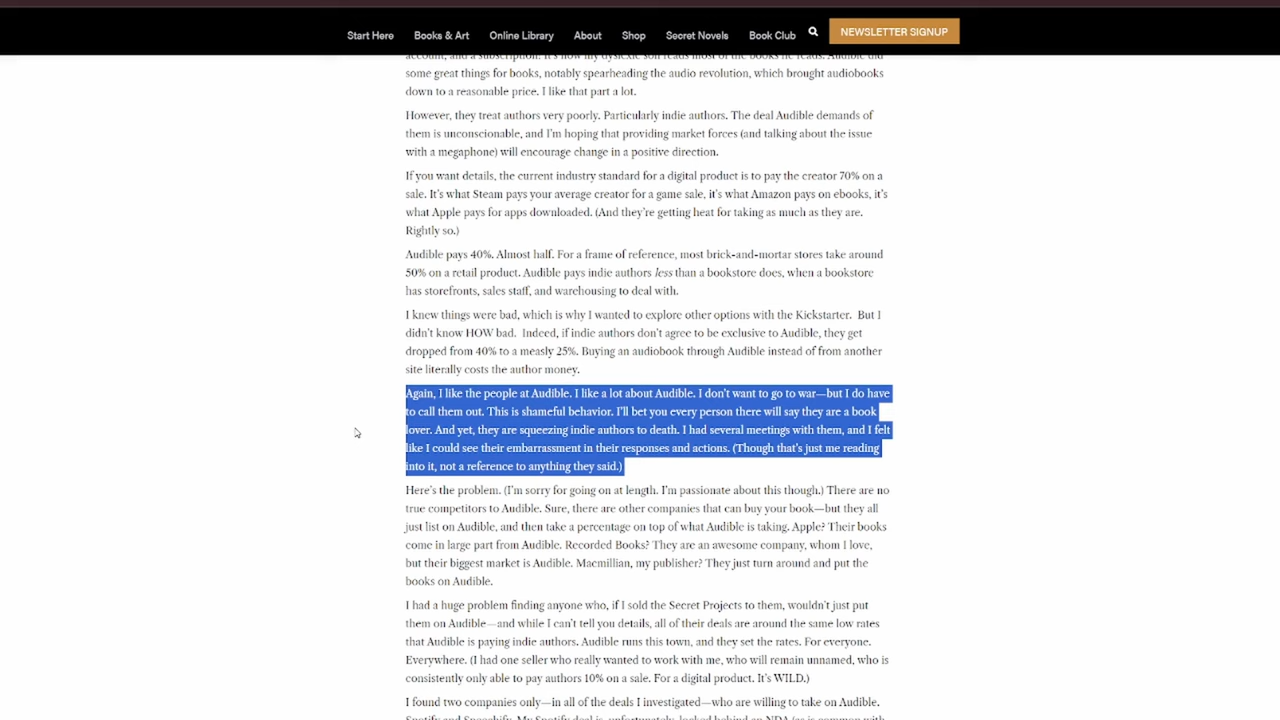 Start Here Books & Art Online Library About Shop Secret Novels Book Club NEWSLETTER SIGNUP
account, and a subscription. It's how my dyslexic son reads most of the books he reads. Audible did
some great things for books, notably spearheading the audio revolution, which brought audiobooks
down to a reasonable price. I like that part a lot.
However, they treat authors very poorly. Particularly indie authors. The deal Audible demands of
them is unconscionable, and I'm hoping that providing market forces (and talking about the issue
with a megaphone) will encourage change in a positive direction.
If you want details, the current industry standard for a digital product is to pay the creator 70% on a
sale. It's what Steam pays your average creator for a game sale, it's what Amazon pays on ebooks, it's
what Apple pays for apps downloaded. (And they're getting heat for taking as much as they are.
Rightly so.)
Audible pays 40%. Almost half. For a frame of reference, most brick-and-mortar stores take around
50% on a retail product. Audible pays indie authors less than a bookstore does, when a bookstore
has storefronts, sales staff, and warehousing to deal with.
I knew things were bad, which is why I wanted to explore other options with the Kickstarter. But I
didn't know HOW bad. Indeed, if indie authors don't agree to be exclusive to Audible, they get
dropped from 40% to a measly 25%. Buying an audiobook through Audible instead of from another
site literally costs the author money.
Again, I like the people at Audible. I like a lot about Audible. I don't want to go to war—but I do have
to call them out. This is shameful behavior. I'll bet you every person there will say they are a book
lover. And yet, they are squeezing indie authors to death. I had several meetings with them, and I felt
like I could see their embarrassment in their responses and actions. (Though that's just me reading
into it, not a reference to anything they said.)
Here's the problem. (I'm sorry for going on at length. I'm passionate about this though.) There are no
true competitors to Audible. Sure, there are other companies that can buy your book—but they all
just list on Audible, and then take a percentage on top of what Audible is taking. Apple? Their books
come in large part from Audible. Recorded Books? They are an awesome company, whom I love,
but their biggest market is Audible. Macmillian, my publisher? They just turn around and put the
books on Audible.
I had a huge problem finding anyone who, if I sold the Secret Projects to them, wouldn't just put
them on Audible—and while I can't tell you details, all of their deals are around the same low rates
that Audible is paying indie authors. Audible runs this town, and they set the rates. For everyone.
Everywhere. (I had one seller who really wanted to work with me, who will remain unnamed, who is
consistently only able to pay authors 10% on a sale. For a digital product. It's WILD.)
I found two companies only—in all of the deals I investigated—who are willing to take on Audible.
Spotify and Speechify. My Spotify deal is, unfortunately, locked behind an NDA (as is common with